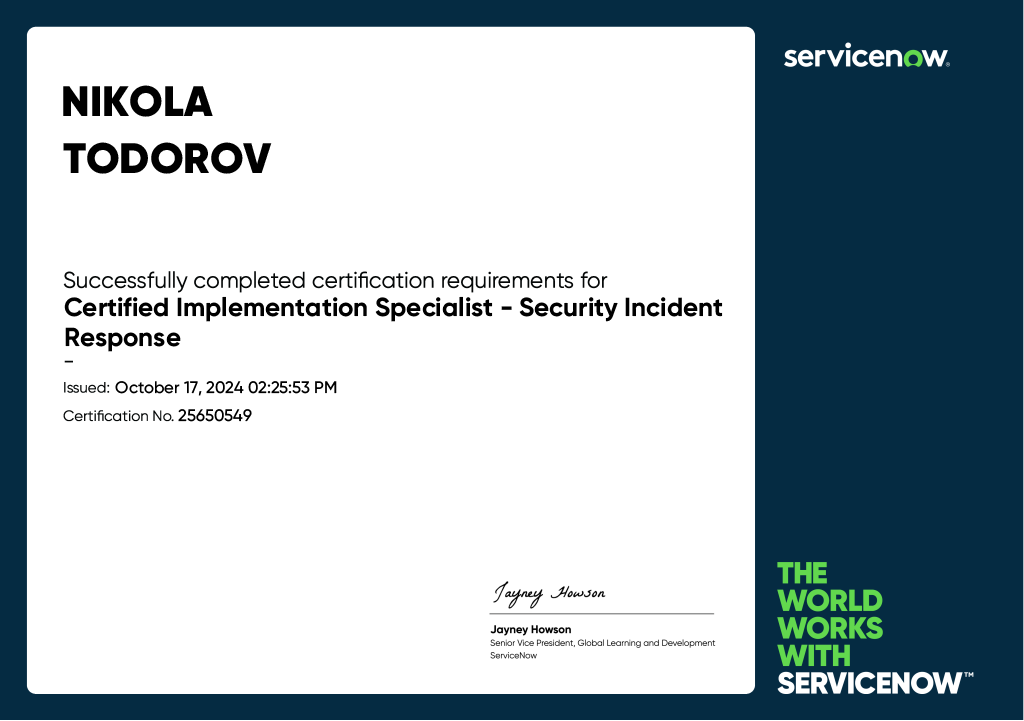 servicenow®
NIKOLA
TODOROV
Successfully completed certification requirements for
Certified Implementation Specialist - Security Incident
Response
–
Issued: October 17, 2024 02:25:53 PM
Certification No. 25650549
Jayney Howson
Jayney Howson
Senior Vice President, Global Learning and Development
ServiceNow
THE
WORLD
WORKS
WITH
SERVICENOW™